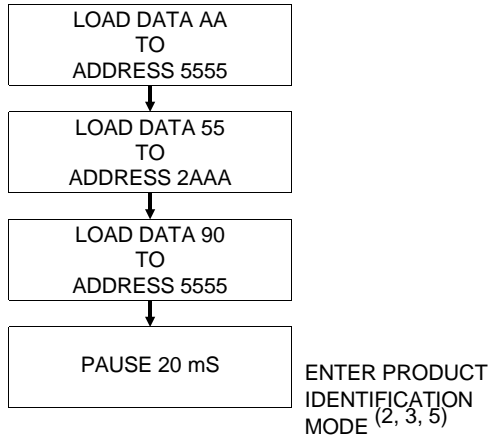 LOAD DATA AA
TO
ADDRESS 5555
LOAD DATA 55
TO
ADDRESS 2AAA
LOAD DATA 90
TO
ADDRESS 5555
PAUSE 20 mS
ENTER PRODUCT
IDENTIFICATION
MODE (2, 3, 5)